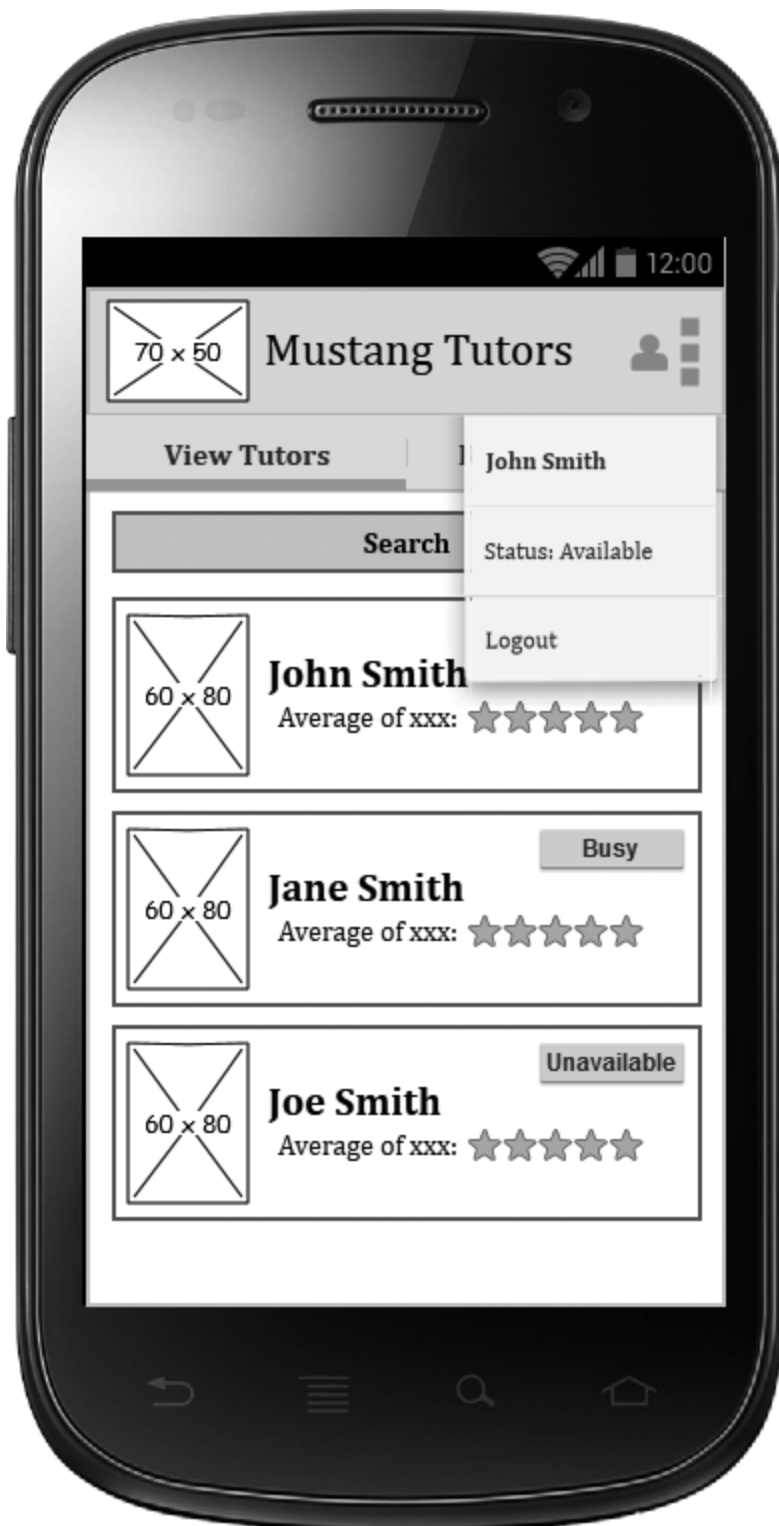 12:00
70 × 50 Mustang Tutors
View Tutors
John Smith
Status: Available
Logout
Search
60 × 80
John Smith
Average of xxx:
Busy
60 × 80
Jane Smith
Average of xxx:
Unavailable
60 × 80
Joe Smith
Average of xxx: